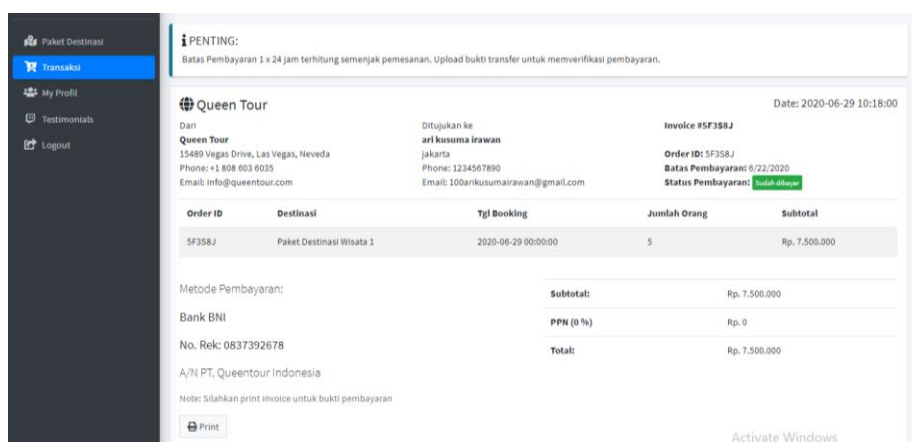 Paket Destinasi
Transaksi
My Profil
Testimonials
Logout
PENTING:
Batas Pembayaran 1 x 24 jam terhitung semenjak pemesanan. Upload bukti transfer untuk memverifikasi pembayaran.
Queen Tour
Date: 2020-06-29 10:18:00
Dari
Queen Tour
15489 Vegas Drive, Las Vegas, Neveda
Phone: +1 808 603 6035
Email: Info@queentour.com
Ditujukan ke
ari kusuma irawan
jakarta
Phone: 1234567890
Email: 100arikusumairawan@gmail.com
Invoice #5F3S8J
Order ID: 5F3S8J
Batas Pembayaran: 6/22/2020
Status Pembayaran: Sudah dibayar
Order ID Destinasi Tgl Booking Jumlah Orang Subtotal
5F3S8J Paket Destinasi Wisata 1 2020-06-29 00:00:00 5 Rp. 7.500.000
Metode Pembayaran:
Bank BNI
No. Rek: 0837392678
A/N PT. Queentour Indonesia
Note: Silahkan print invoice untuk bukti pembayaran
Print
Subtotal: Rp. 7.500.000
PPN (0 %) Rp. 0
Total: Rp. 7.500.000
Activate Windows